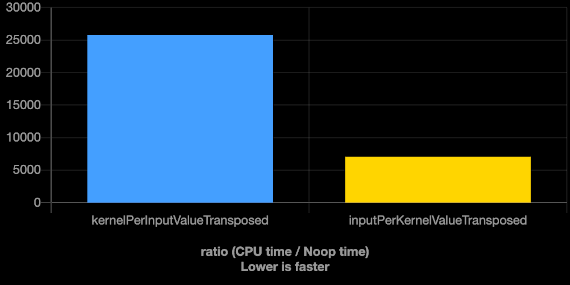 30000
25000
20000
15000
10000
5000
0
kernelPerInputValueTransposed
inputPerKernelValueTransposed
ratio (CPU time / Noop time)
Lower is faster